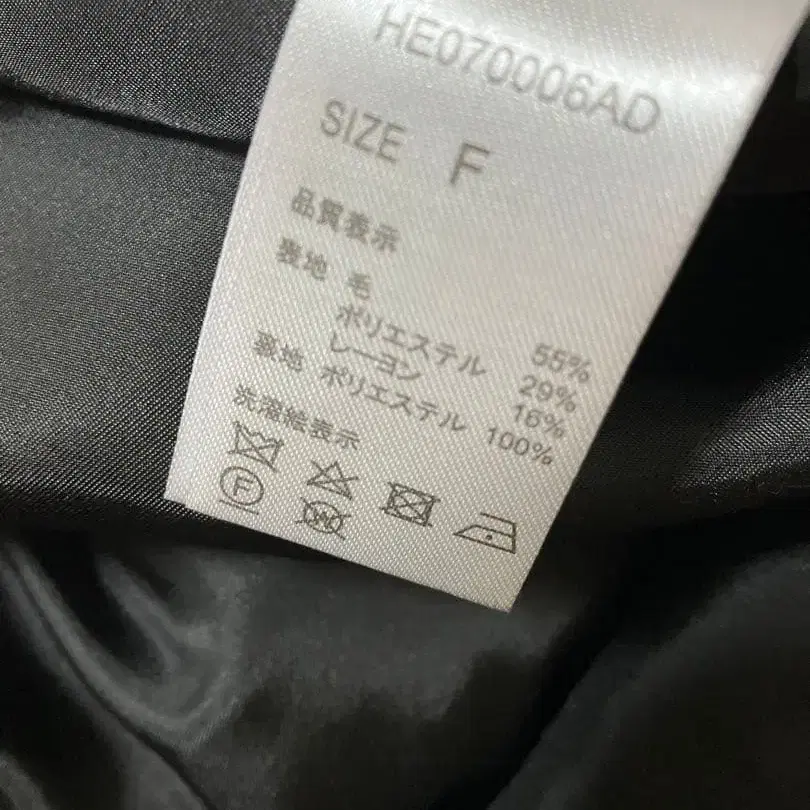 HE070006AD
SIZE F
品質表示
表地 毛 55%
ポリエステル 29%
レーヨン 16%
裏地 ポリエステル 100%
洗濯絵表示
F W